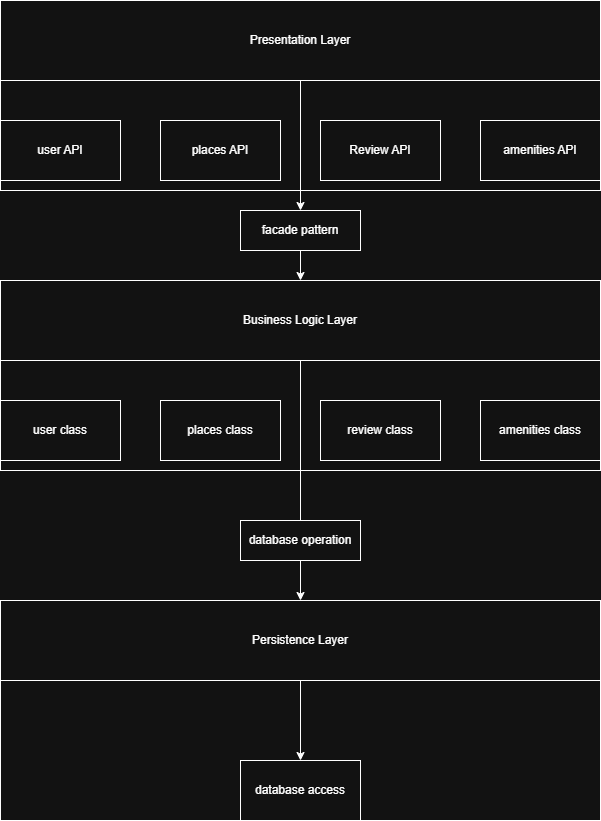 Presentation Layer
user API
places API
Review API
amenities API
facade pattern
Business Logic Layer
user class
places class
review class
amenities class
database operation
Persistence Layer
database access